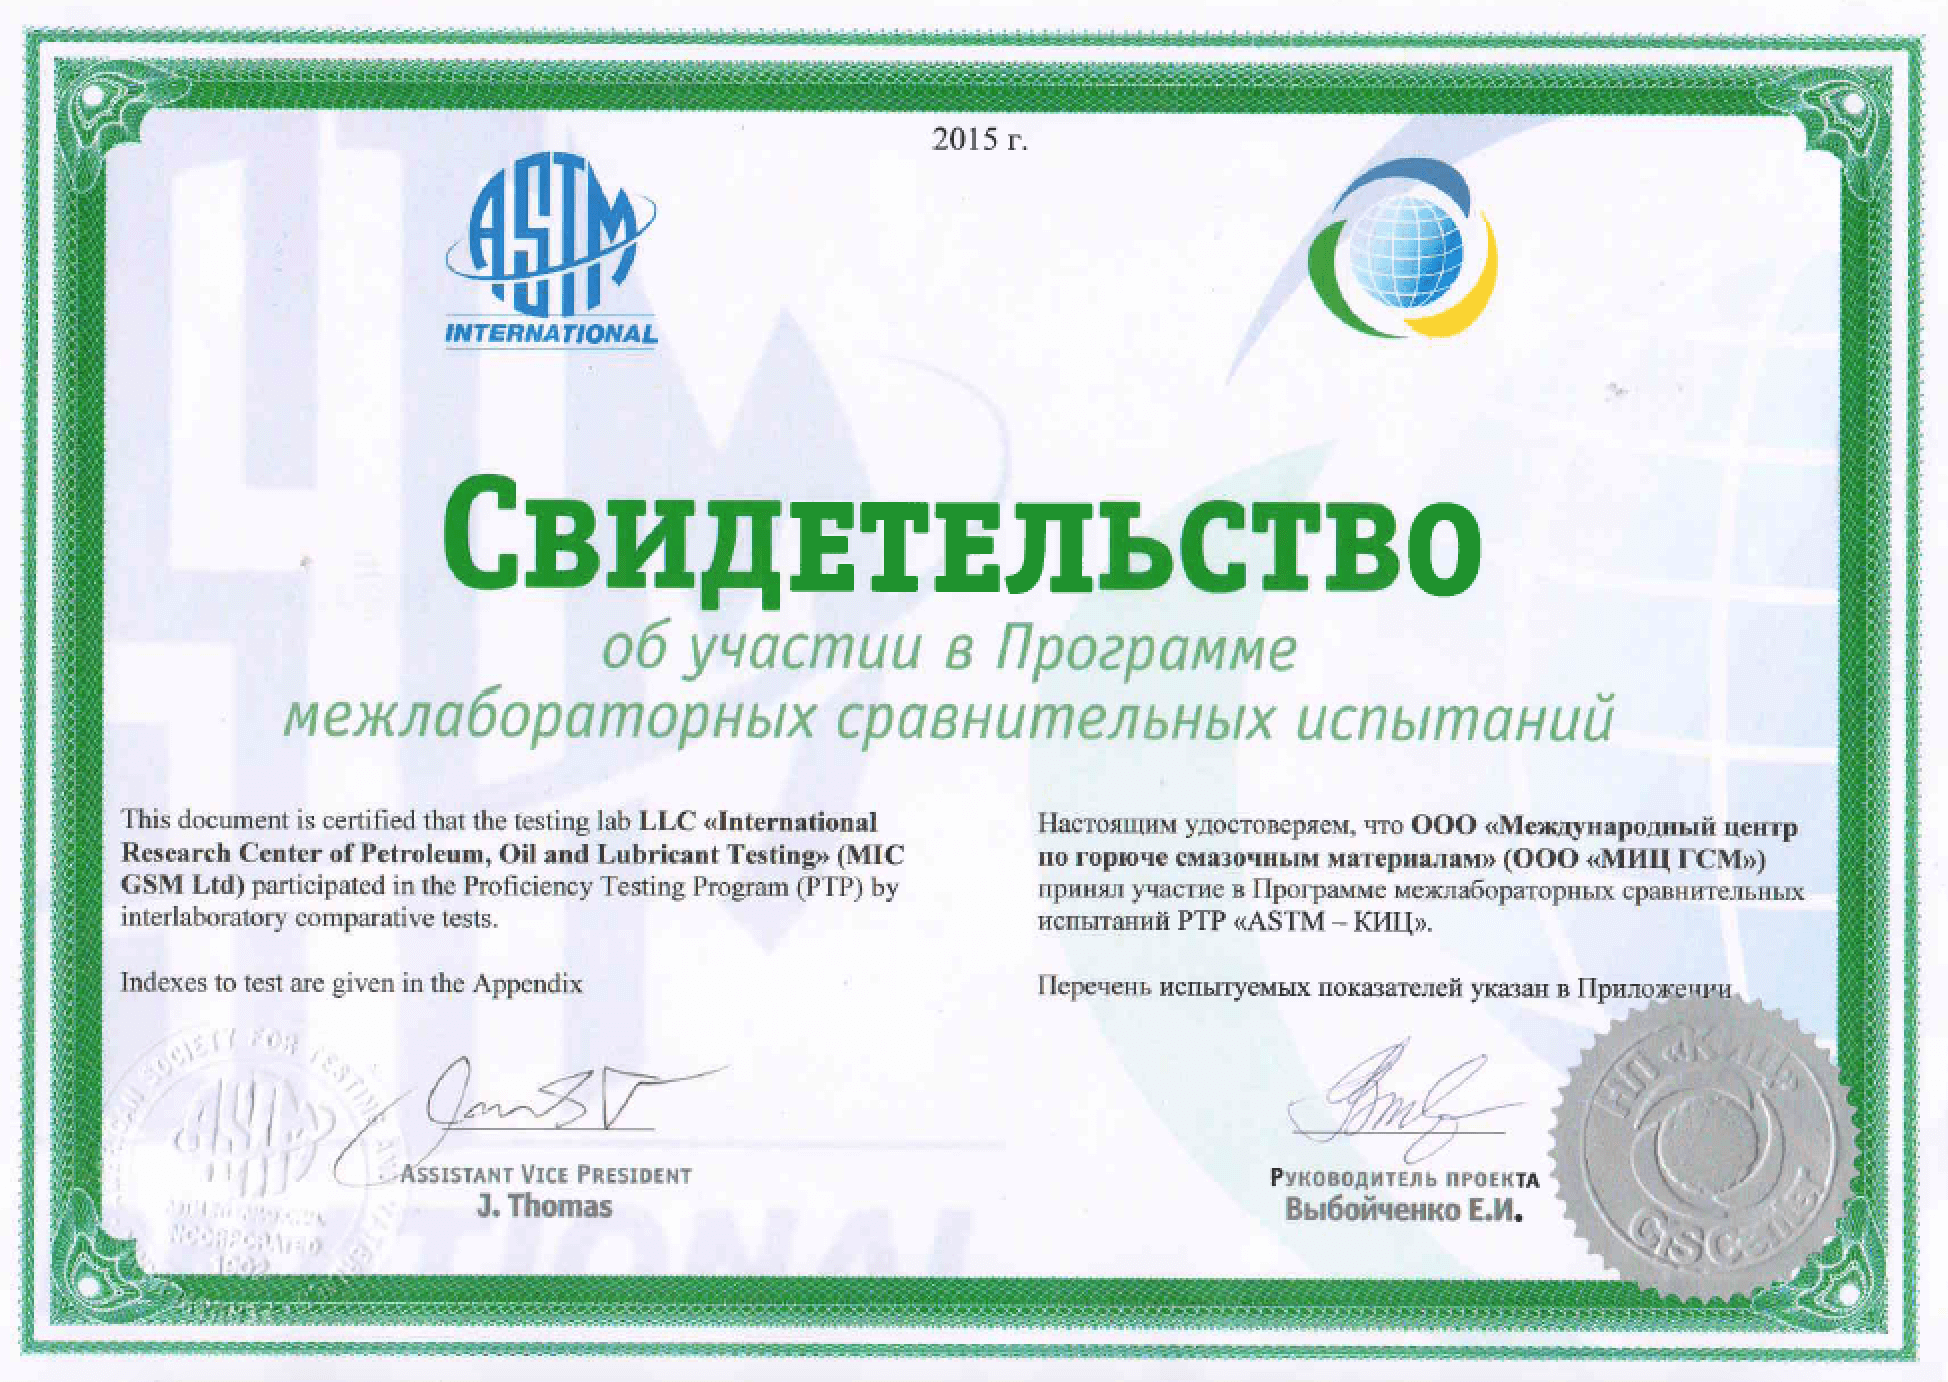 2015 г.
ASTM
INTERNATIONAL
Свидетельство
об участии в Программе
межлабораторных сравнительных испытаний
This document is certified that the testing lab LLC «International
Research Center of Petroleum, Oil and Lubricant Testing» (MIC
GSM Ltd) participated in the Proficiency Testing Program (PTP) by
interlaboratory comparative tests.
Indexes to test are given in the Appendix
Настоящим удостоверяем, что ООО «Международный центр
по горюче смазочным материалам» (ООО «МИЦ ГСМ»)
принял участие в Программе межлабораторных сравнительных
испытаний PTP «ASTM – КИЦ».
Перечень испытуемых показателей указан в Приложении
SOCIETY FOR TESTING AND
ASTM
INCORPORATED
1902
ASSISTANT VICE PRESIDENT
J. Thomas
РУКОВОДИТЕЛЬ ПРОЕКТА
Выбойченко Е.И.
НП «КИЦ»
CISCenter